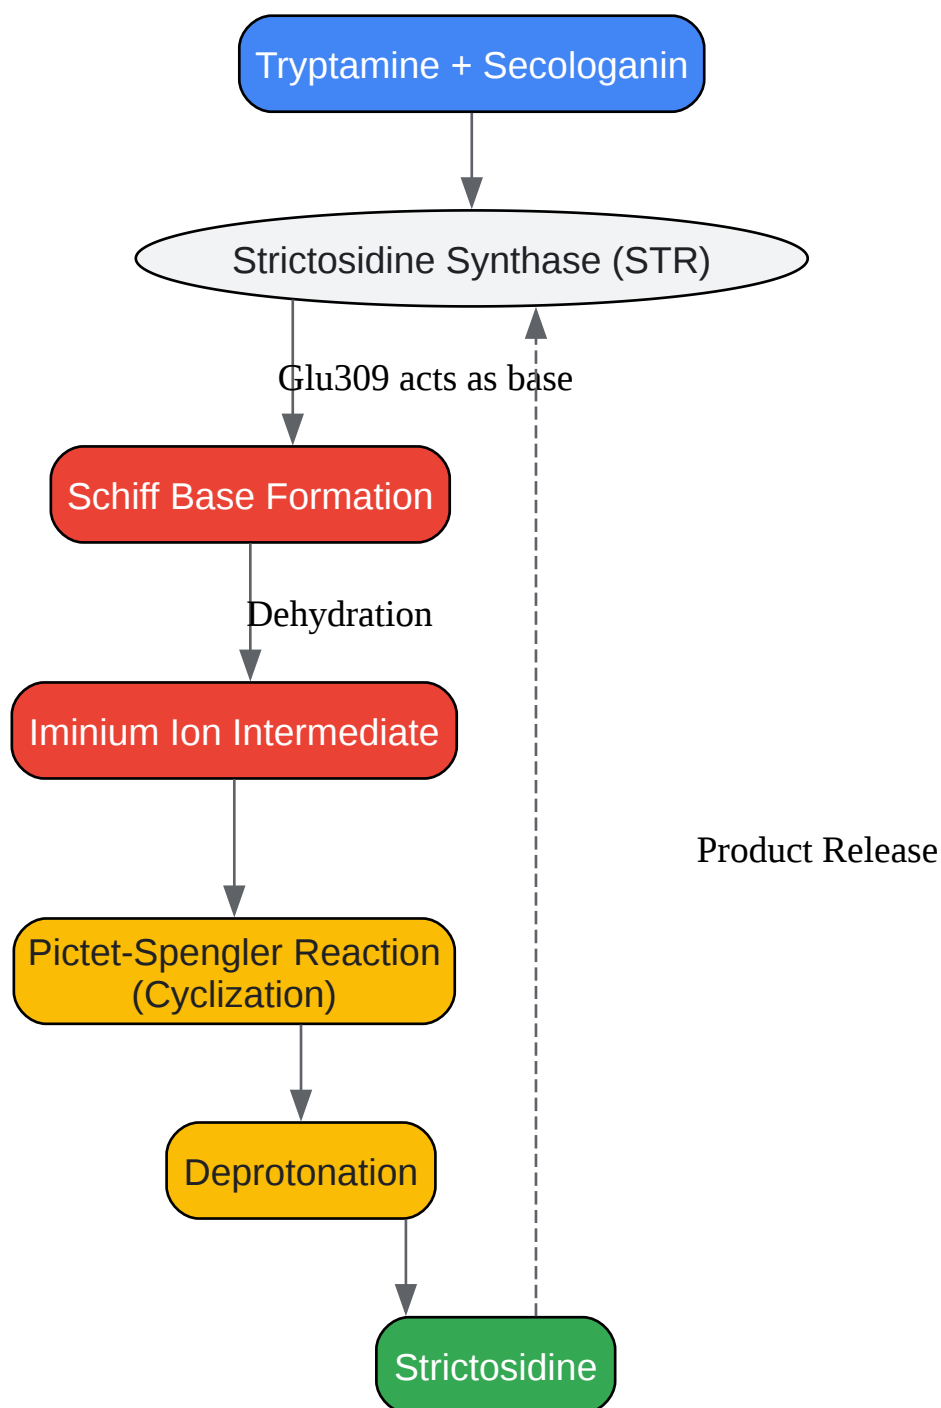 Tryptamine + Secologanin
Strictosidine Synthase (STR)
Glu309 acts as base
Schiff Base Formation
Dehydration
Iminium Ion Intermediate
Product Release
Pictet-Spengler Reaction
(Cyclization)
Deprotonation
Strictosidine